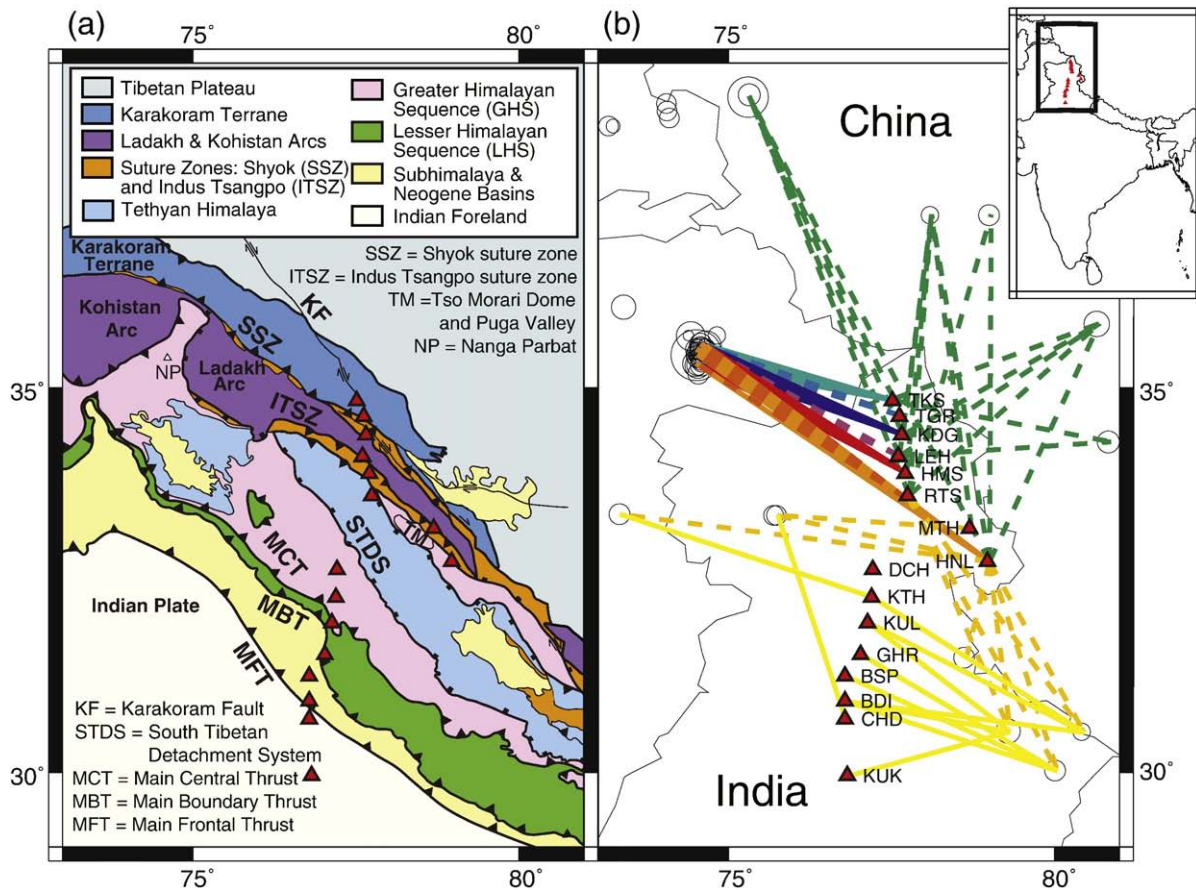 (a)
75°
80°
Tibetan Plateau
Karakoram Terrane
Ladakh & Kohistan Arcs
Suture Zones: Shyok (SSZ)
and Indus Tsangpo (ITSZ)
Tethyan Himalaya
Greater Himalayan
Sequence (GHS)
Lesser Himalayan
Sequence (LHS)
Subhimalaya &
Neogene Basins
Indian Foreland
SSZ = Shyok suture zone
ITSZ = Indus Tsangpo suture zone
TM =Tso Morari Dome
and Puga Valley
NP = Nanga Parbat
Karakoram
Terrane
Kohistan
Arc
SSZ
KF
NP
Ladakh
Arc
ITSZ
35°
TM
STDS
MCT
MBT
MFT
Indian Plate
KF = Karakoram Fault
STDS = South Tibetan
Detachment System
MCT = Main Central Thrust
MBT = Main Boundary Thrust
MFT = Main Frontal Thrust
30°
75°
80°
(b)
75°
80°
China
35°
TKS
TGR
KDG
LEH
HMS
RTS
MTH
HNL
DCH
KTH
KUL
GHR
BSP
BDI
CHD
KUK
India
30°
75°
80°